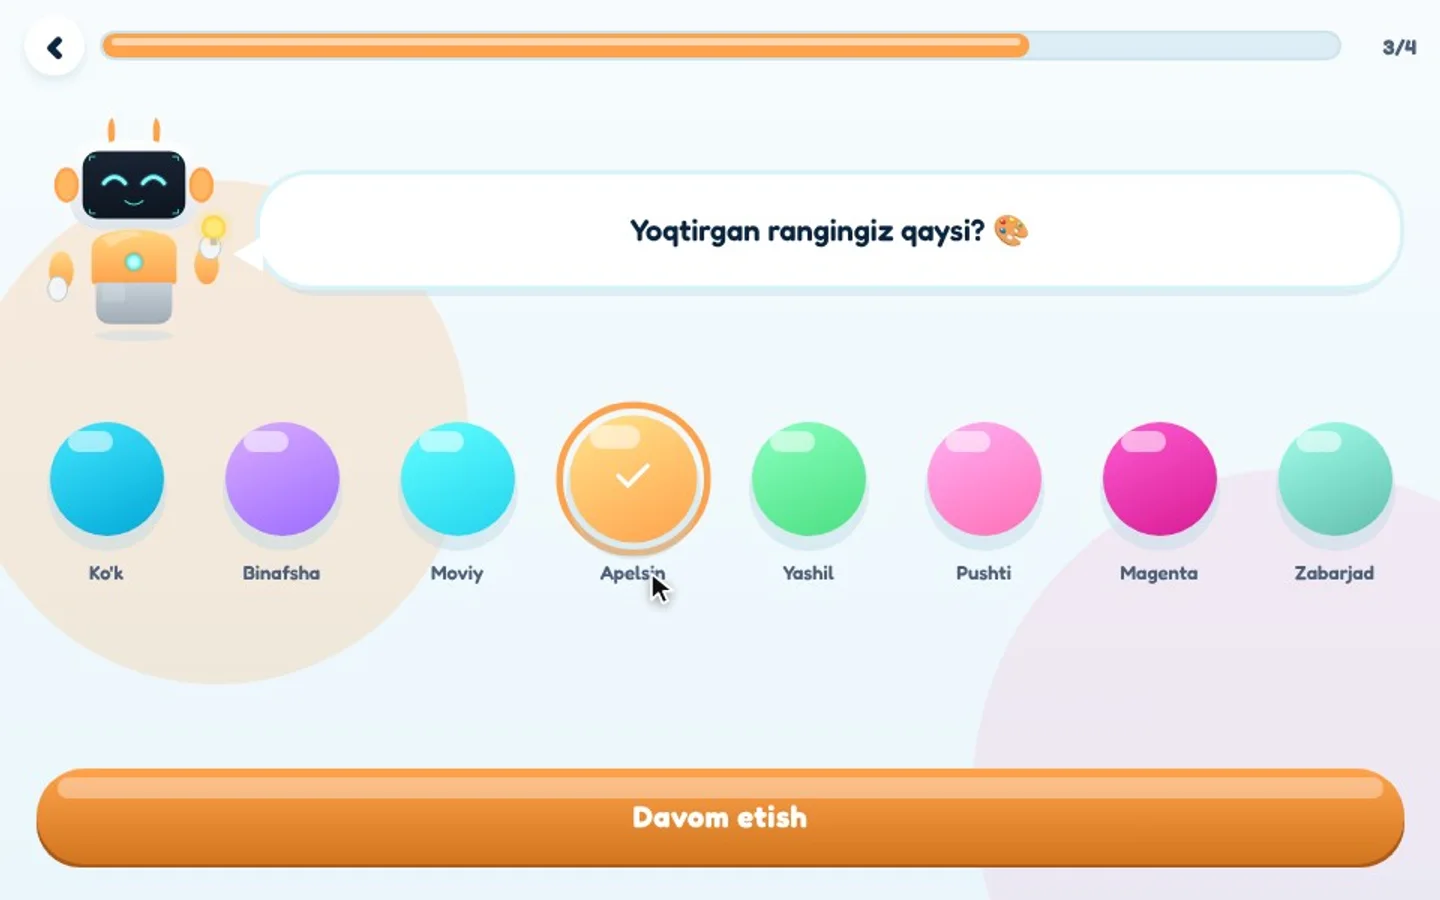 3/4
Yoqtirgan rangingiz qaysi? 🎨
Ko'k
Binafsha
Moviy
Apelsin
Yashil
Pushti
Magenta
Zabarjad
Davom etish